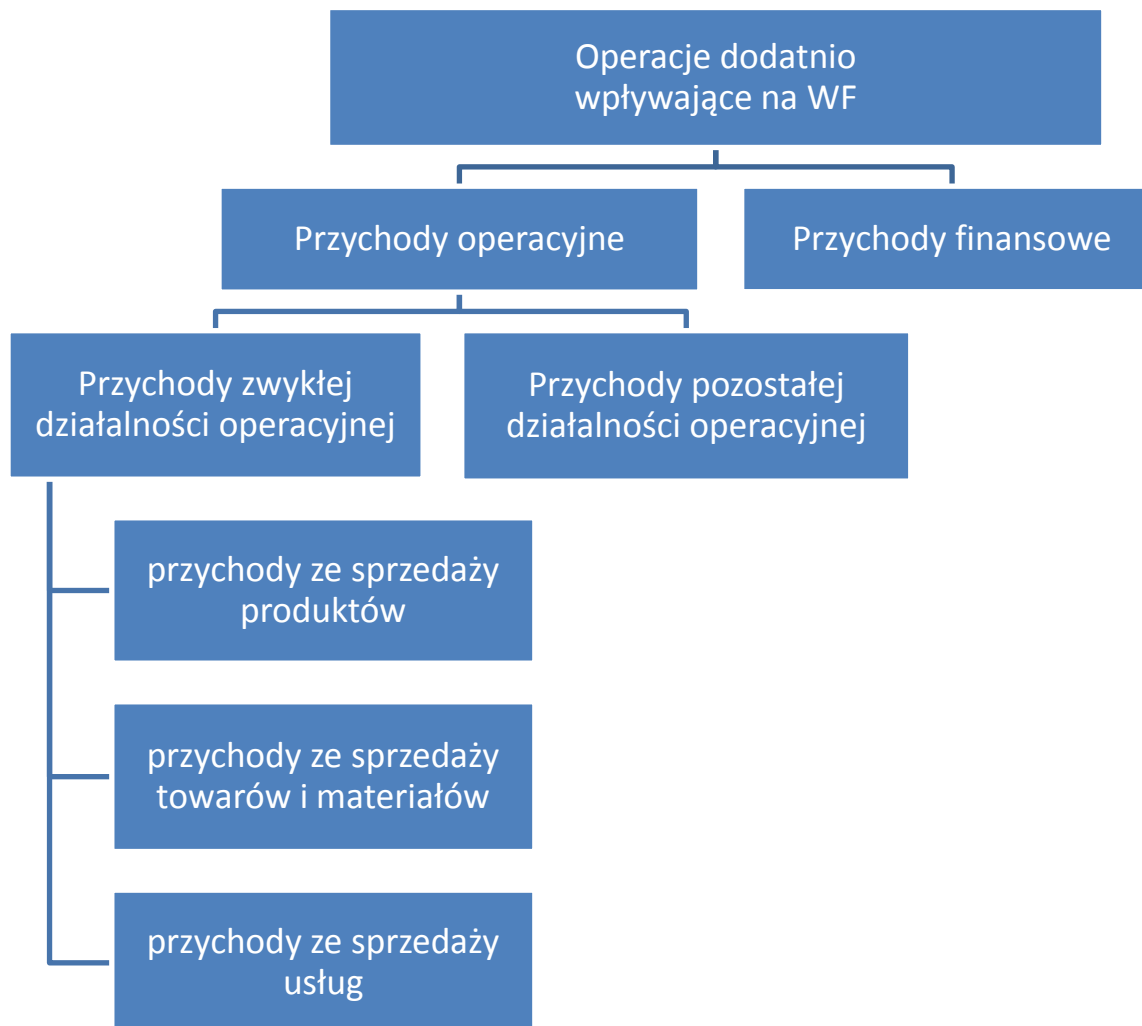 Operacje dodatnio
wpływające na WF
Przychody operacyjne
Przychody finansowe
Przychody zwykłej
działalności operacyjnej
Przychody pozostałej
działalności operacyjnej
przychody ze sprzedaży
produktów
przychody ze sprzedaży
towarów i materiałów
przychody ze sprzedaży
usług